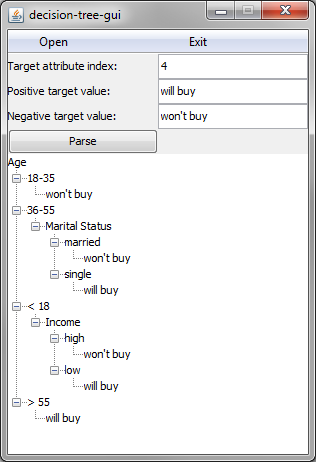 decision-tree-gui
Open Exit
Target attribute index: 4
Positive target value: will buy
Negative target value: won't buy
Parse
Age
18-35
won't buy
36-55
Marital Status
married
won't buy
single
will buy
< 18
Income
high
won't buy
low
will buy
> 55
will buy